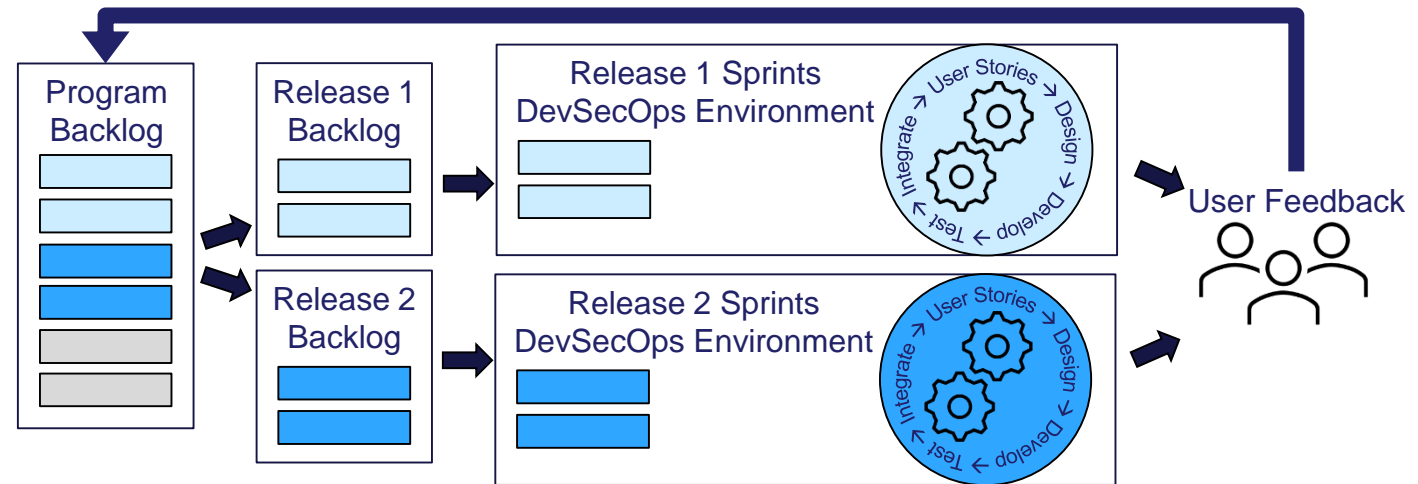 Program
Backlog
Release 1
Backlog
Release 1 Sprints
DevSecOps Environment
User Stories → Design → Develop → Test → Integrate →
User Feedback
Release 2
Backlog
Release 2 Sprints
DevSecOps Environment
User Stories → Design → Develop → Test → Integrate →